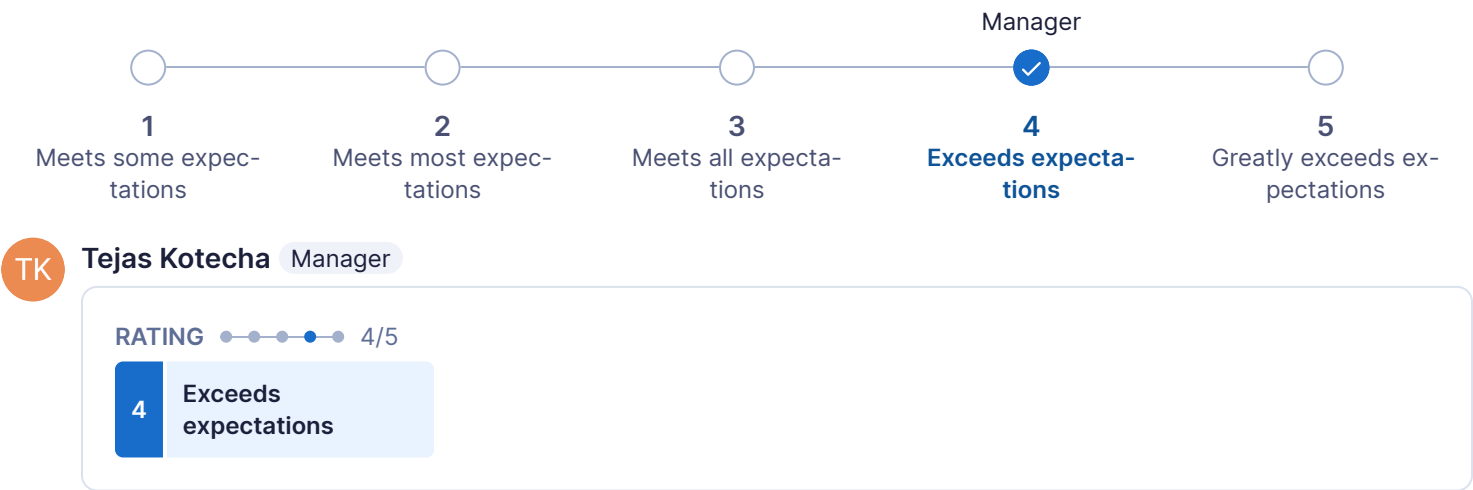 Manager
1
2
3
4
5
Meets some expec-
tations
Meets most expec-
tations
Meets all expecta-
tions
Exceeds expecta-
tions
Greatly exceeds ex-
pectations
TK
Tejas Kotecha Manager
RATING 4/5
4
Exceeds
expectations